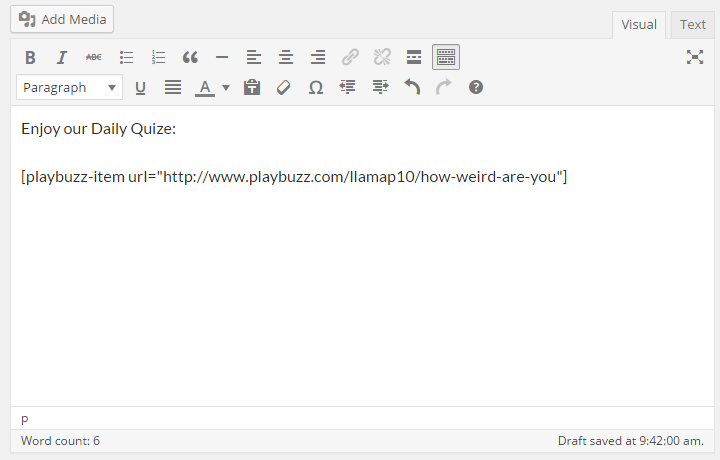 Add Media
Visual Text
B I ABC
Paragraph U A T Ω ?
Enjoy our Daily Quize:
[playbuzz-item url="http://www.playbuzz.com/llamap10/how-weird-are-you"]
p
Word count: 6 Draft saved at 9:42:00 am.